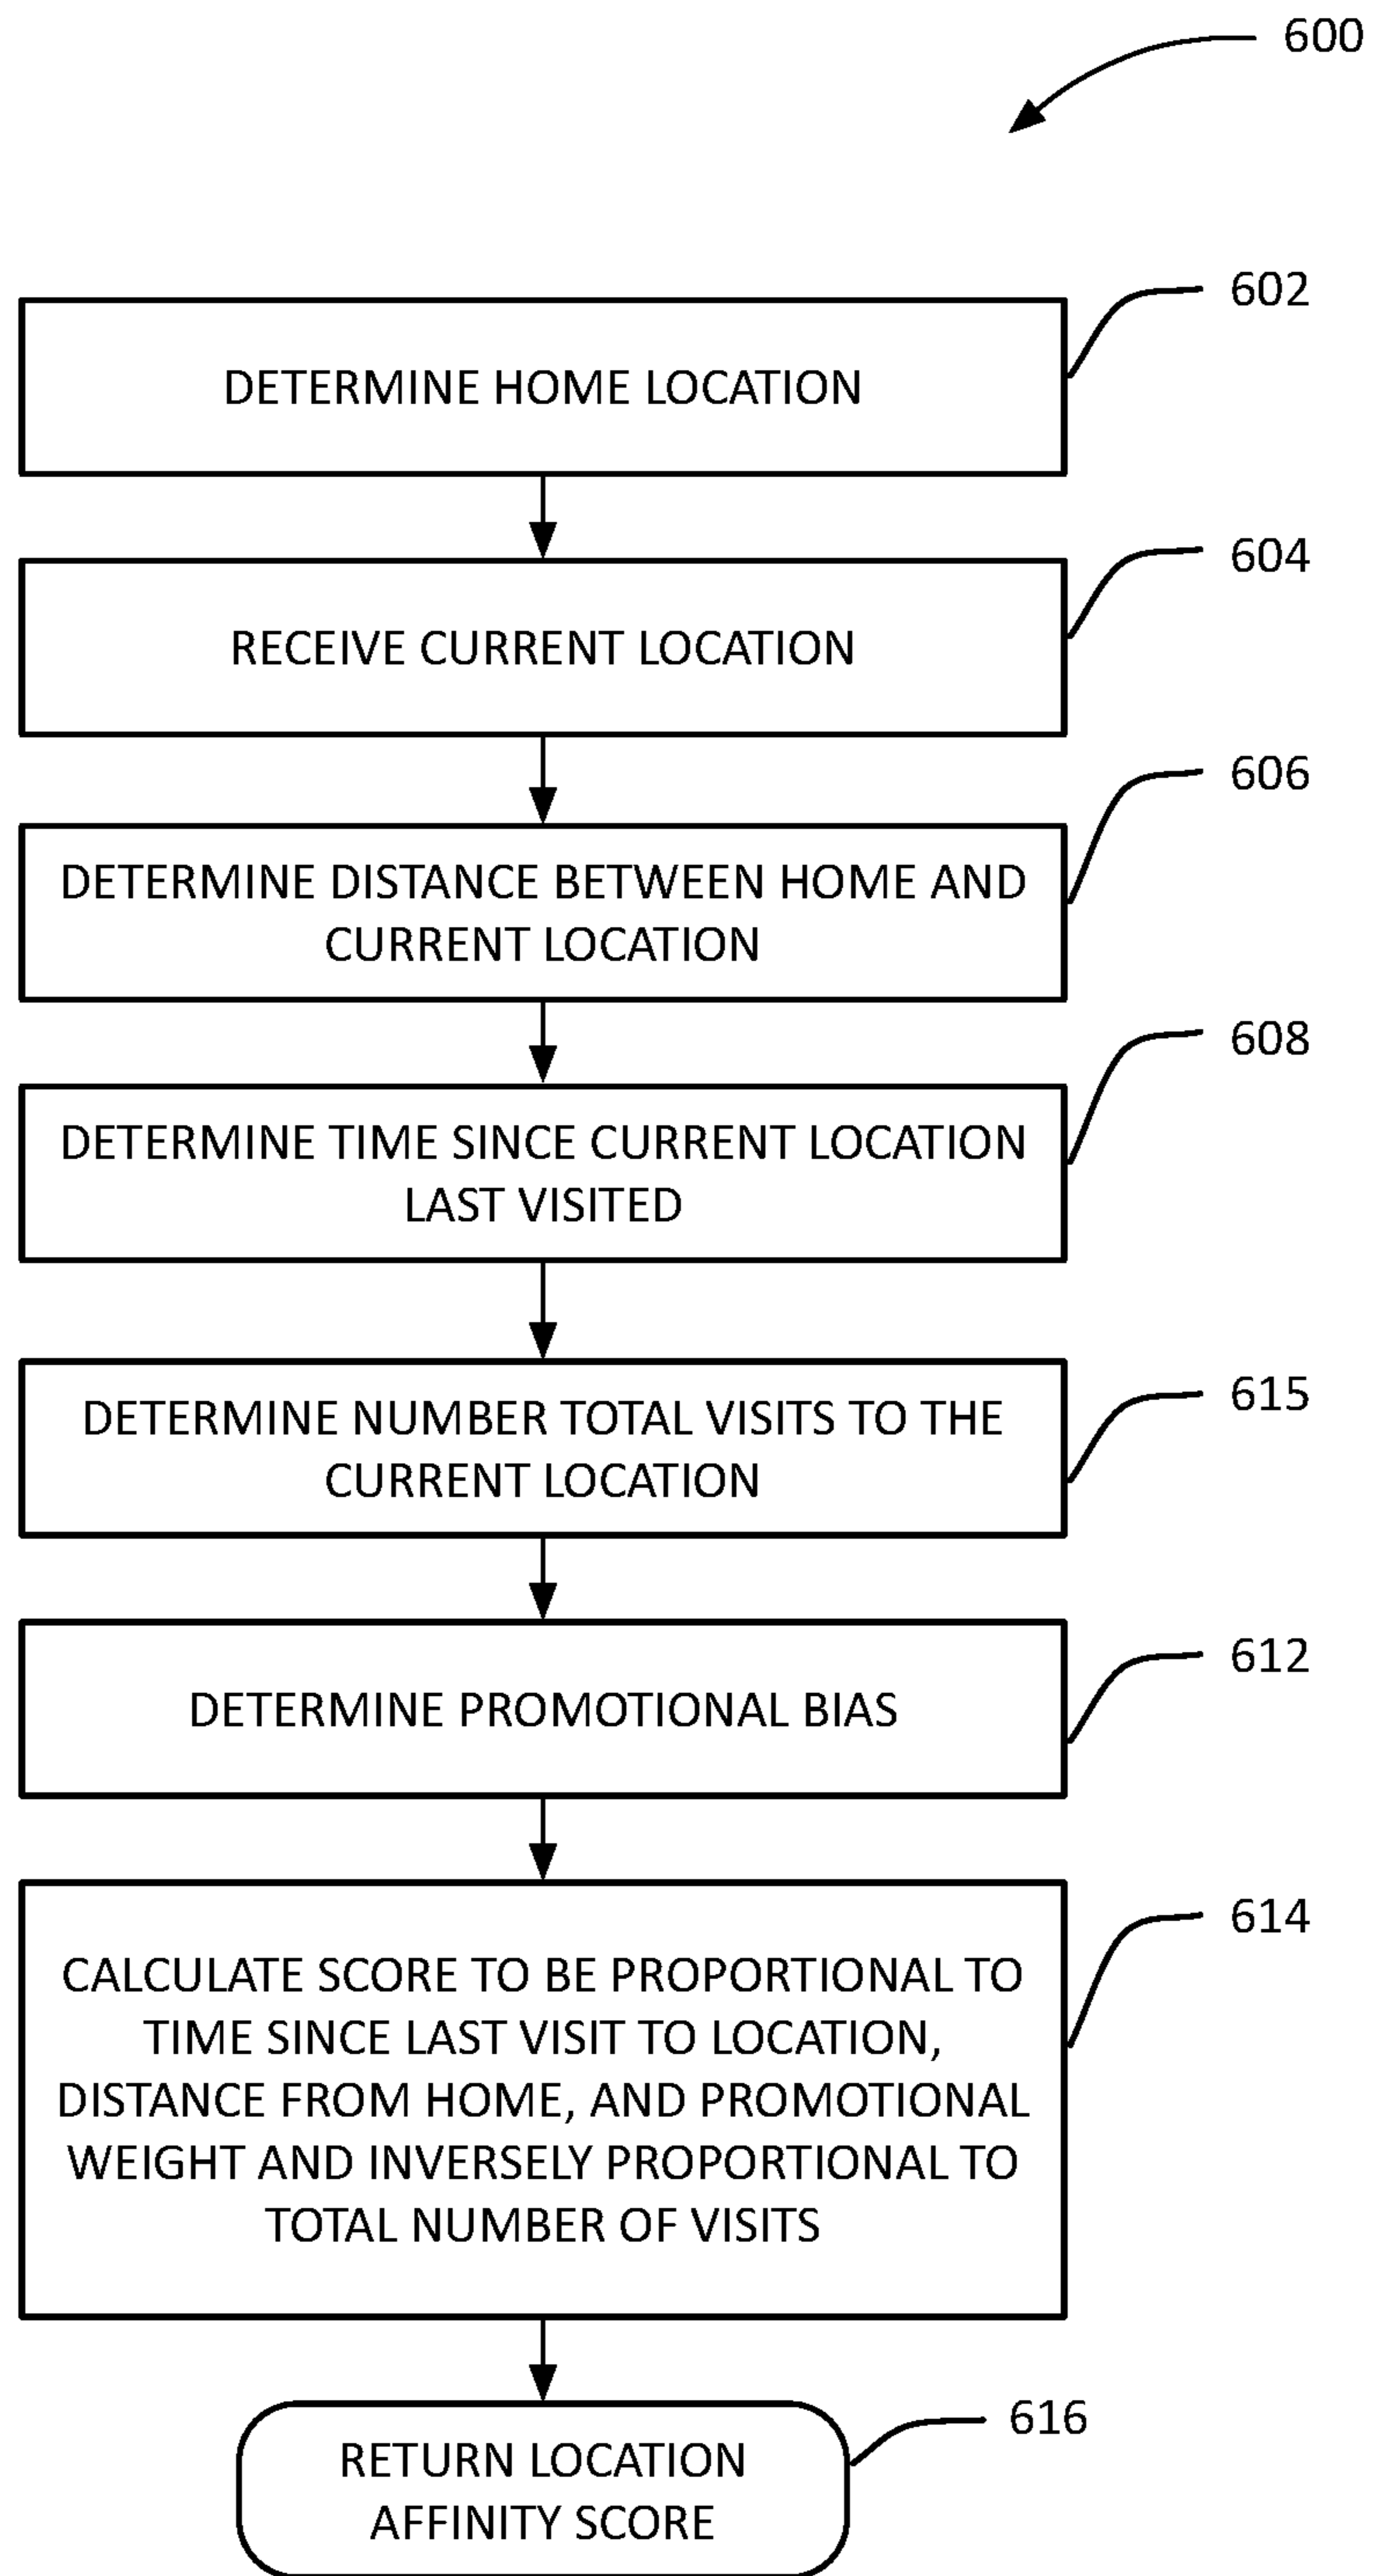 600
602
DETERMINE HOME LOCATION
604
RECEIVE CURRENT LOCATION
606
DETERMINE DISTANCE BETWEEN HOME AND
CURRENT LOCATION
608
DETERMINE TIME SINCE CURRENT LOCATION
LAST VISITED
615
DETERMINE NUMBER TOTAL VISITS TO THE
CURRENT LOCATION
612
DETERMINE PROMOTIONAL BIAS
614
CALCULATE SCORE TO BE PROPORTIONAL TO
TIME SINCE LAST VISIT TO LOCATION,
DISTANCE FROM HOME, AND PROMOTIONAL
WEIGHT AND INVERSELY PROPORTIONAL TO
TOTAL NUMBER OF VISITS
616
RETURN LOCATION
AFFINITY SCORE